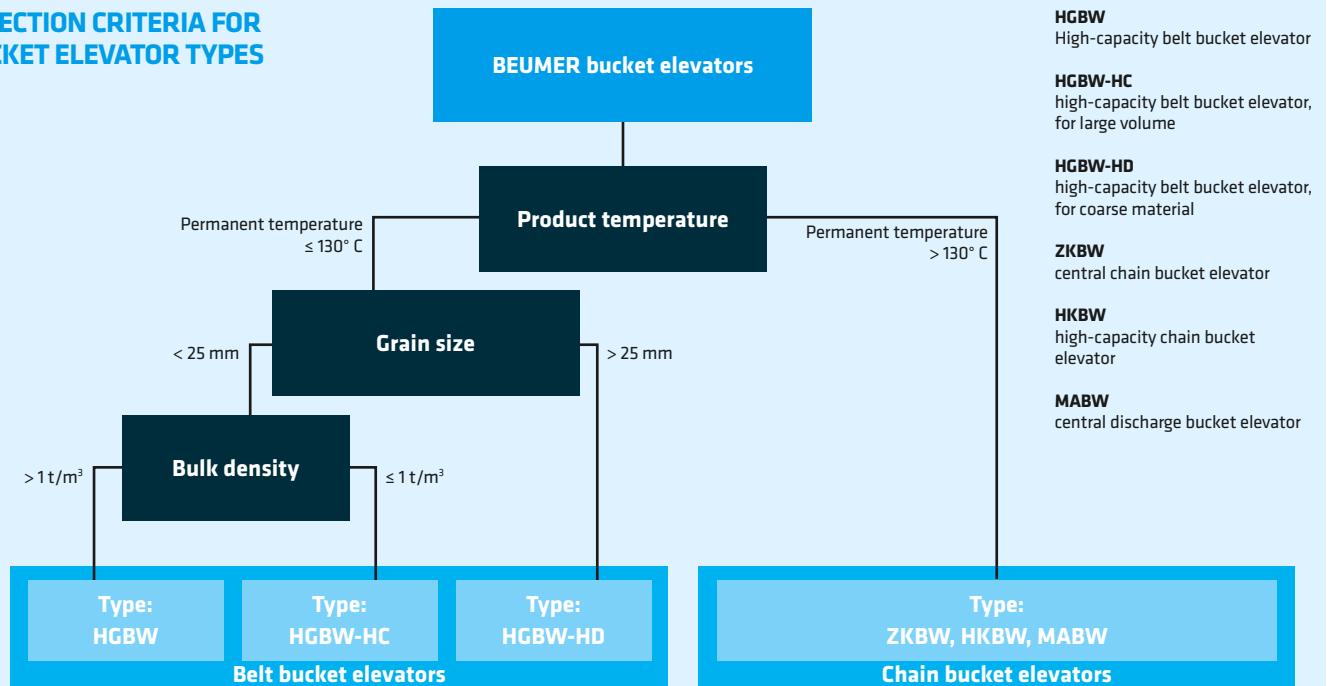 ECTION CRITERIA FOR
KET ELEVATOR TYPES
BEUMER bucket elevators
Product temperature
Permanent temperature
≤ 130° C
Permanent temperature
> 130° C
Grain size
< 25 mm
> 25 mm
Bulk density
> 1 t/m³
≤ 1 t/m³
Type:
HGBW
Type:
HGBW-HC
Type:
HGBW-HD
Belt bucket elevators
Type:
ZKBW, HKBW, MABW
Chain bucket elevators
HGBW
High-capacity belt bucket elevator
HGBW-HC
high-capacity belt bucket elevator,
for large volume
HGBW-HD
high-capacity belt bucket elevator,
for coarse material
ZKBW
central chain bucket elevator
HKBW
high-capacity chain bucket
elevator
MABW
central discharge bucket elevator